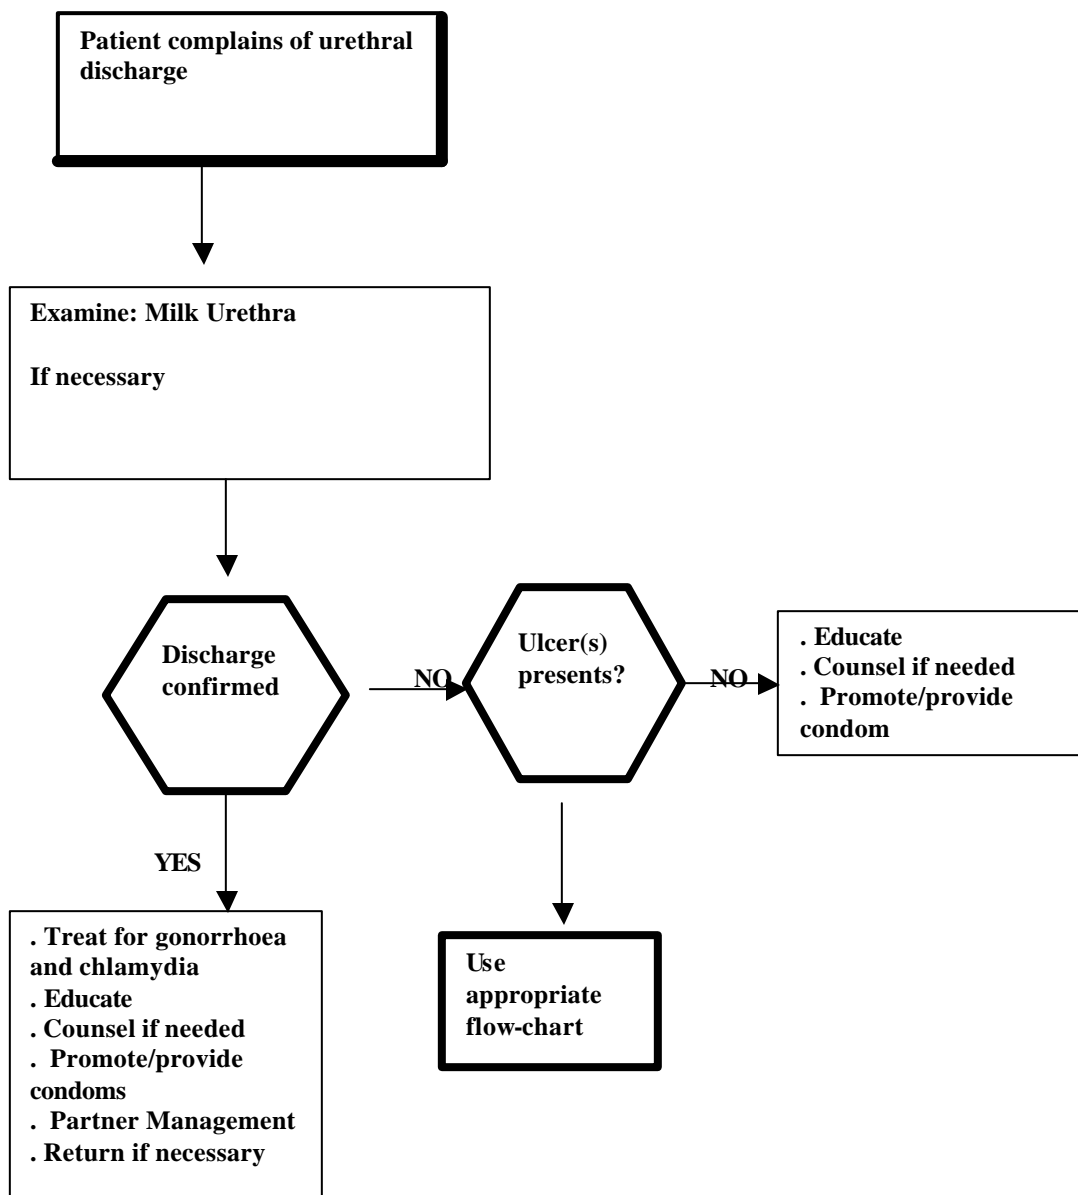 Patient complains of urethral
discharge
Examine: Milk Urethra
If necessary
Discharge
confirmed
NO
Ulcer(s)
presents?
NO
. Educate
. Counsel if needed
. Promote/provide
condom
YES
. Treat for gonorrhoea
and chlamydia
. Educate
. Counsel if needed
. Promote/provide
condoms
. Partner Management
. Return if necessary
Use
appropriate
flow-chart